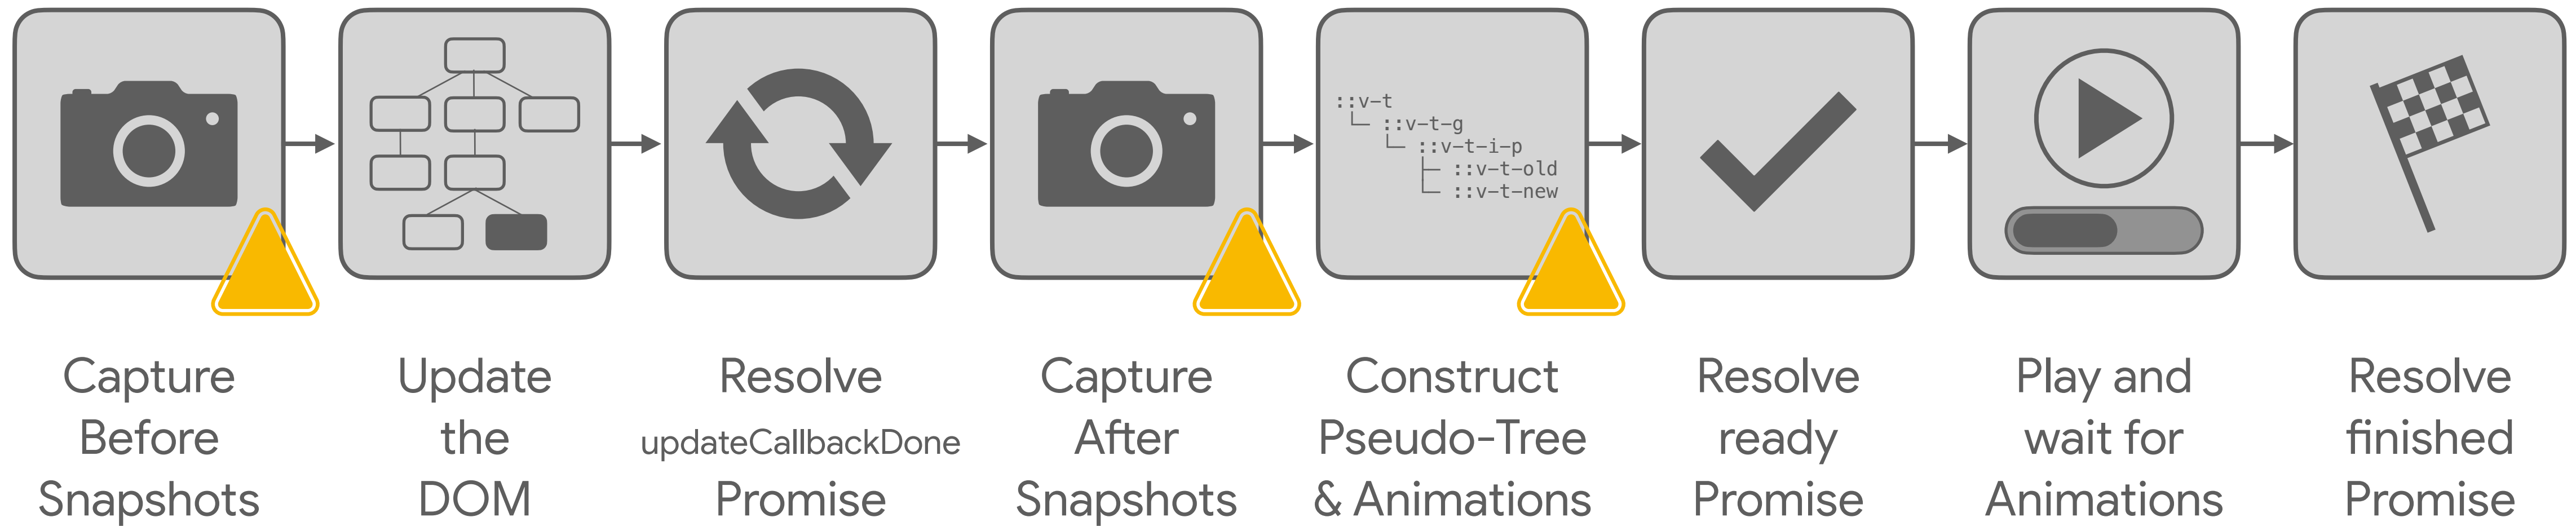 ::v-t
└─ ::v-t-g
└─ ::v-t-i-p
├─ ::v-t-old
└─ ::v-t-new
Capture
Before
Snapshots
Update
the
DOM
Resolve
updateCallbackDone
Promise
Capture
After
Snapshots
Construct
Pseudo-Tree
& Animations
Resolve
ready
Promise
Play and
wait for
Animations
Resolve
finished
Promise